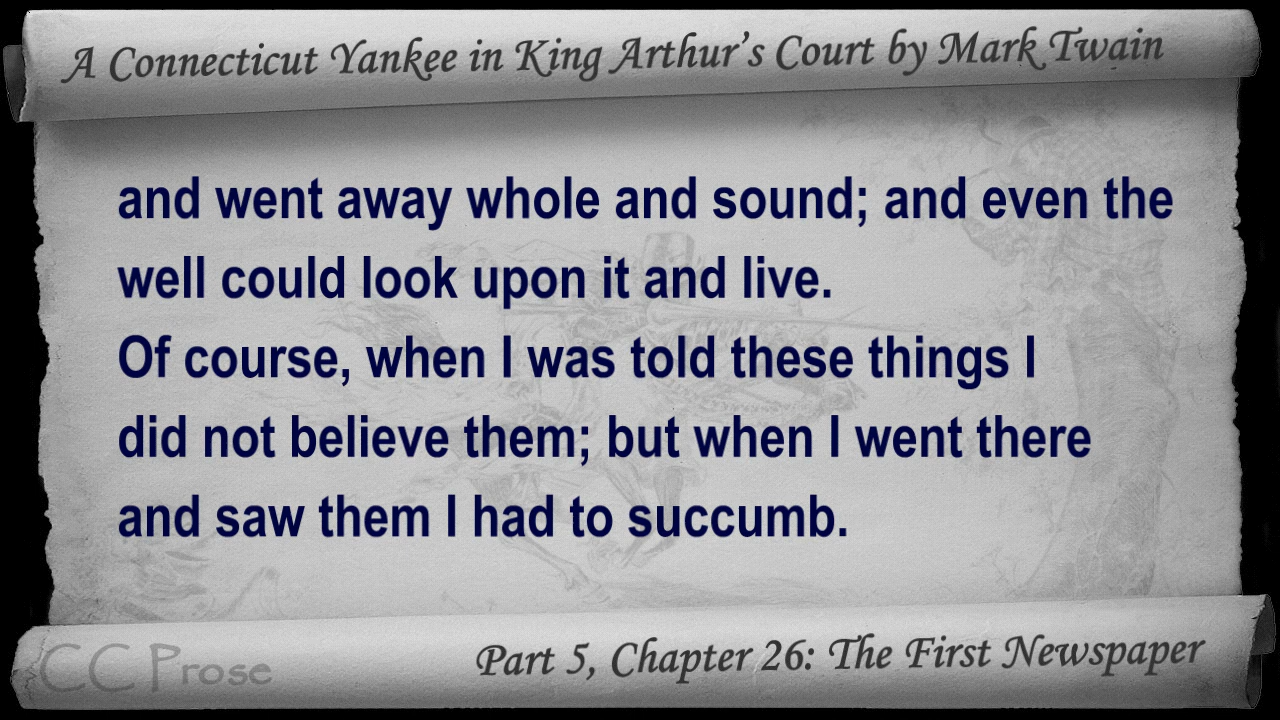 A Connecticut Yankee in King Arthur's Court by Mark Twain
and went away whole and sound; and even the
well could look upon it and live.
Of course, when I was told these things I
did not believe them; but when I went there
and saw them I had to succumb.
CC Prose
Part 5, Chapter 26: The First Newspaper